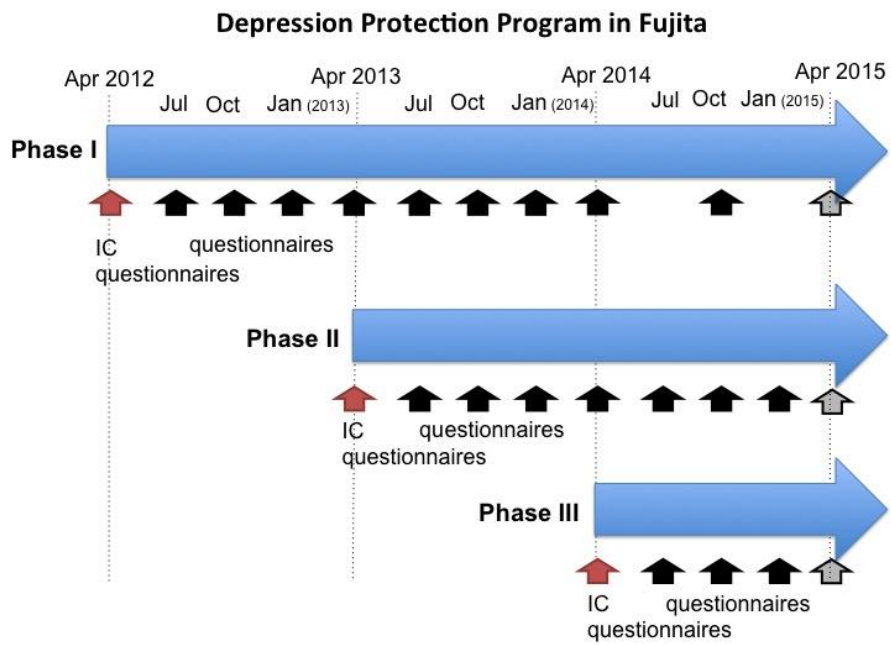 Depression Protection Program in Fujita
Apr 2012 Apr 2013 Apr 2014 Apr 2015
Jul Oct Jan (2013) Jul Oct Jan (2014) Jul Oct Jan (2015)
Phase I
IC questionnaires
questionnaires
Phase II
IC questionnaires
questionnaires
Phase III
IC questionnaires
questionnaires